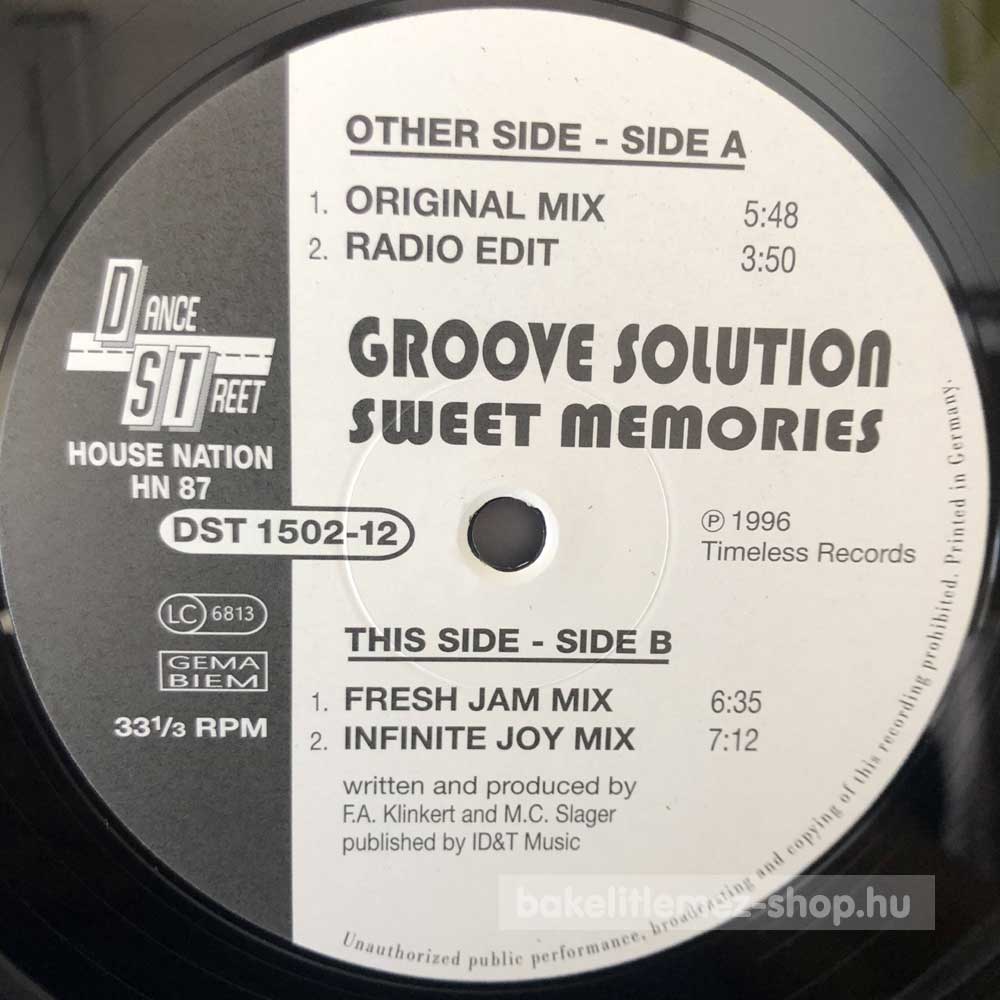 OTHER SIDE - SIDE A
1. ORIGINAL MIX 5:48
2. RADIO EDIT 3:50
DANCE
STREET
HOUSE NATION
HN 87
DST 1502-12
GROOVE SOLUTION
SWEET MEMORIES
℗ 1996
Timeless Records
LC 6813
GEMA
BIEM
33 1/3 RPM
THIS SIDE - SIDE B
1. FRESH JAM MIX 6:35
2. INFINITE JOY MIX 7:12
written and produced by
F.A. Klinkert and M.C. Slager
published by ID&T Music
Unauthorized public performance, broadcasting and copying of this recording prohibited. Printed in Germany.
bakelitlemez-shop.hu